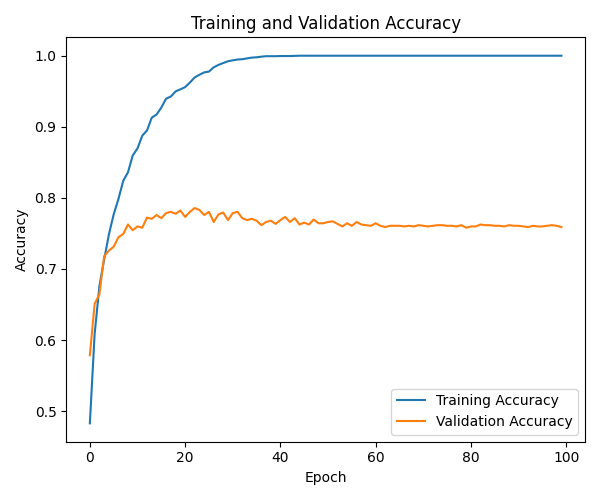 Training and Validation Accuracy
1.0
0.9
0.8
0.7
0.6
0.5
Accuracy
Training Accuracy
Validation Accuracy
0 20 40 60 80 100
Epoch